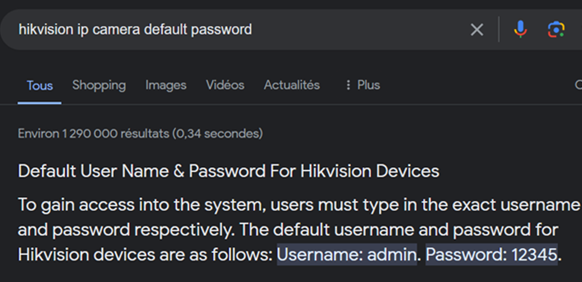 hikvision ip camera default password
Tous Shopping Images Vidéos Actualités Plus
Environ 1 290 000 résultats (0,34 secondes)
Default User Name & Password For Hikvision Devices
To gain access into the system, users must type in the exact username
and password respectively. The default username and password for
Hikvision devices are as follows: Username: admin. Password: 12345.